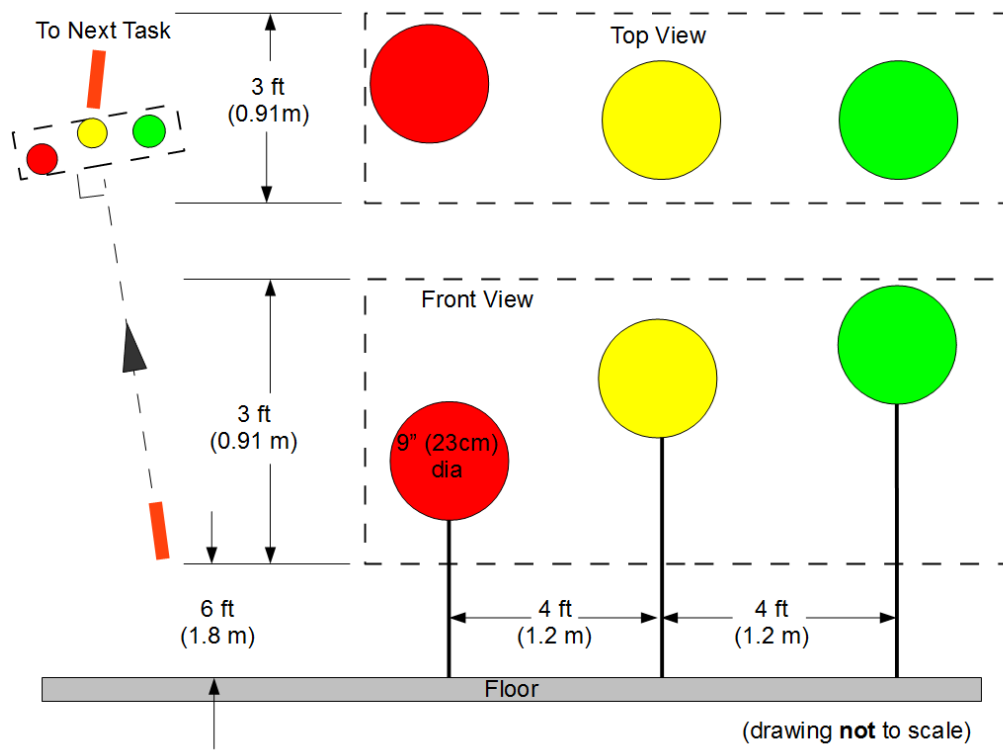 To Next Task
3 ft
(0.91m)
Top View
Front View
3 ft
(0.91 m)
9” (23cm)
dia
6 ft
(1.8 m)
4 ft
(1.2 m)
4 ft
(1.2 m)
Floor
(drawing not to scale)